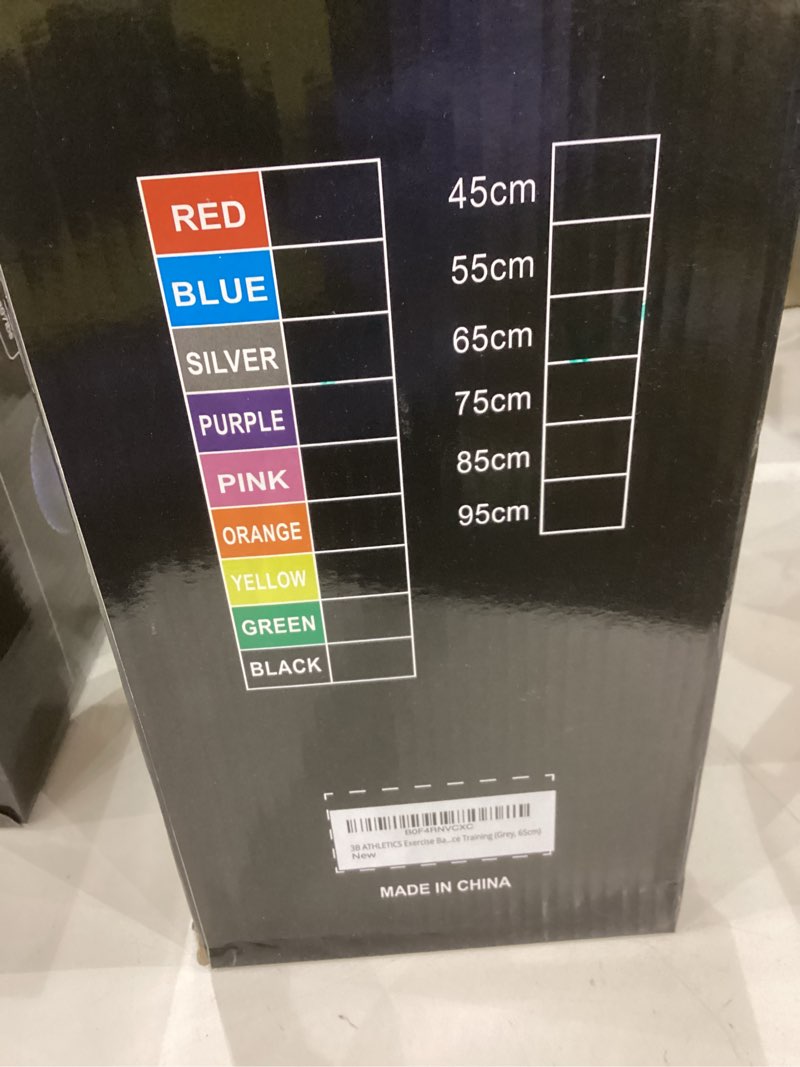 RED
BLUE
SILVER
PURPLE
PINK
ORANGE
YELLOW
GREEN
BLACK
45cm
55cm
65cm
75cm
85cm
95cm
B0F4RNVCXC
3B ATHLETICS Exercise Ba...ce Training (Grey, 65cm)
New
MADE IN CHINA